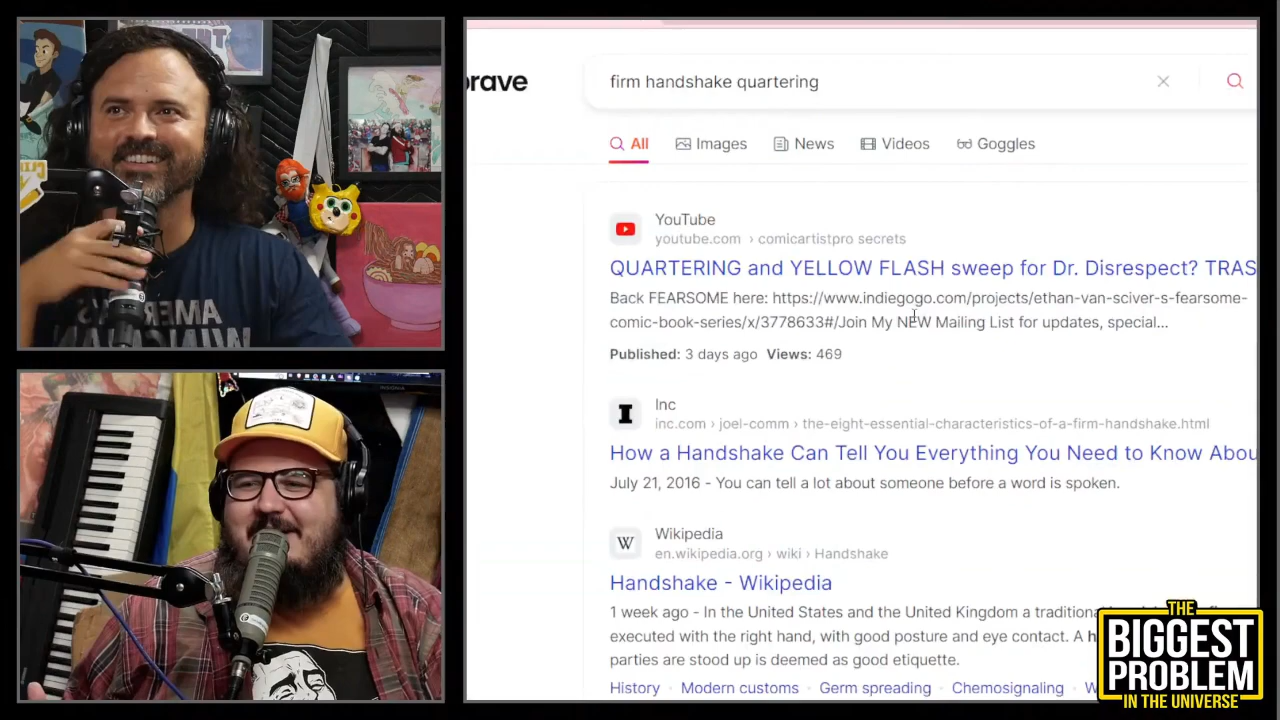 brave
firm handshake quartering
All Images News Videos Goggles
YouTube
youtube.com › comicartistpro secrets
QUARTERING and YELLOW FLASH sweep for Dr. Disrespect? TRAS
Back FEARSOME here: https://www.indiegogo.com/projects/ethan-van-sciver-s-fearsome-
comic-book-series/x/3778633#/Join My NEW Mailing List for updates, special...
Published: 3 days ago Views: 469
Inc
inc.com › joel-comm › the-eight-essential-characteristics-of-a-firm-handshake.html
How a Handshake Can Tell You Everything You Need to Know Abou
July 21, 2016 - You can tell a lot about someone before a word is spoken.
W
Wikipedia
en.wikipedia.org › wiki › Handshake
Handshake - Wikipedia
1 week ago - In the United States and the United Kingdom a traditiona
executed with the right hand, with good posture and eye contact. A h
parties are stood up is deemed as good etiquette.
History · Modern customs · Germ spreading · Chemosignaling · W
THE
BIGGEST
PROBLEM
IN THE UNIVERSE